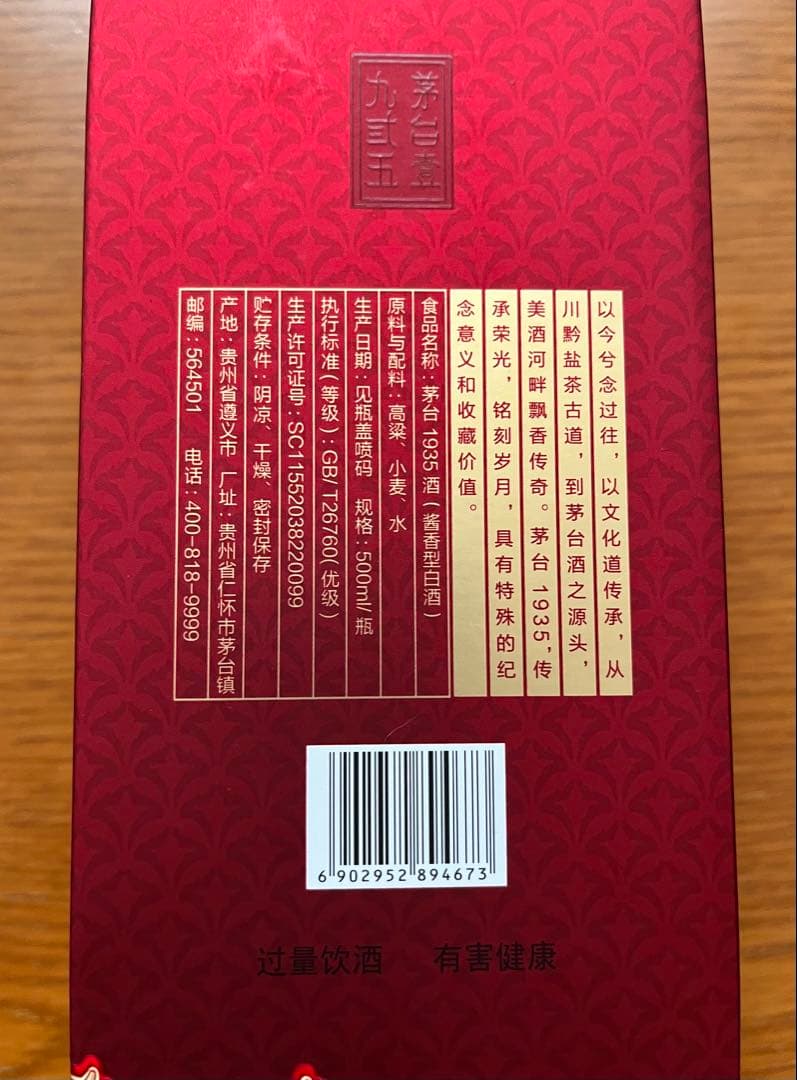 茅台壹
九贰五
以今兮念过往，以文化道传承，从
川黔盐茶古道，到茅台酒之源头，
美酒河畔飘香传奇。茅台1935，传
承荣光，铭刻岁月，具有特殊的纪
念意义和收藏价值。
食品名称：茅台1935酒（酱香型白酒）
原料与配料：高粱、小麦、水
生产日期：见瓶盖喷码 规格：500ml/瓶
执行标准（等级）：GB/T26760（优级）
生产许可证号：SC11552038220099
贮存条件：阴凉、干燥、密封保存
产地：贵州省遵义市 厂址：贵州省仁怀市茅台镇
邮编：564501 电话：400-818-9999
6 902952 894673
过量饮酒 有害健康